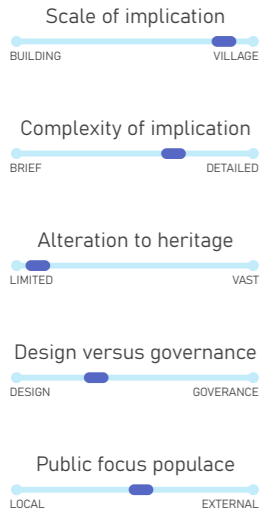 Scale of implication
BUILDING VILLAGE
Complexity of implication
BRIEF DETAILED
Alteration to heritage
LIMITED VAST
Design versus governance
DESIGN GOVERANCE
Public focus populace
LOCAL EXTERNAL